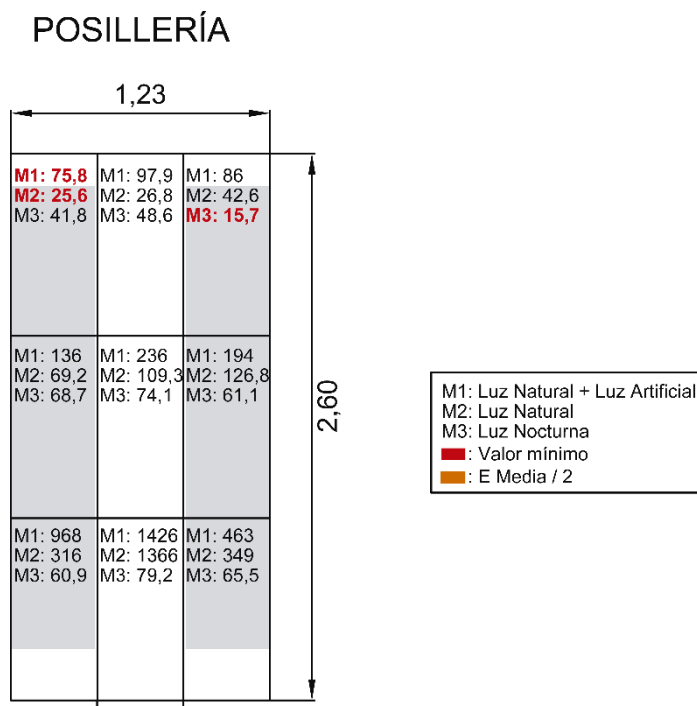 POSILLERÍA
1,23
M1: 75,8 M1: 97,9 M1: 86
M2: 25,6 M2: 26,8 M2: 42,6
M3: 41,8 M3: 48,6 M3: 15,7
M1: 136 M1: 236 M1: 194
M2: 69,2 M2: 109,3 M2: 126,8
M3: 68,7 M3: 74,1 M3: 61,1
2,60
M1: 968 M1: 1426 M1: 463
M2: 316 M2: 1366 M2: 349
M3: 60,9 M3: 79,2 M3: 65,5
M1: Luz Natural + Luz Artificial
M2: Luz Natural
M3: Luz Nocturna
: Valor mínimo
: E Media / 2